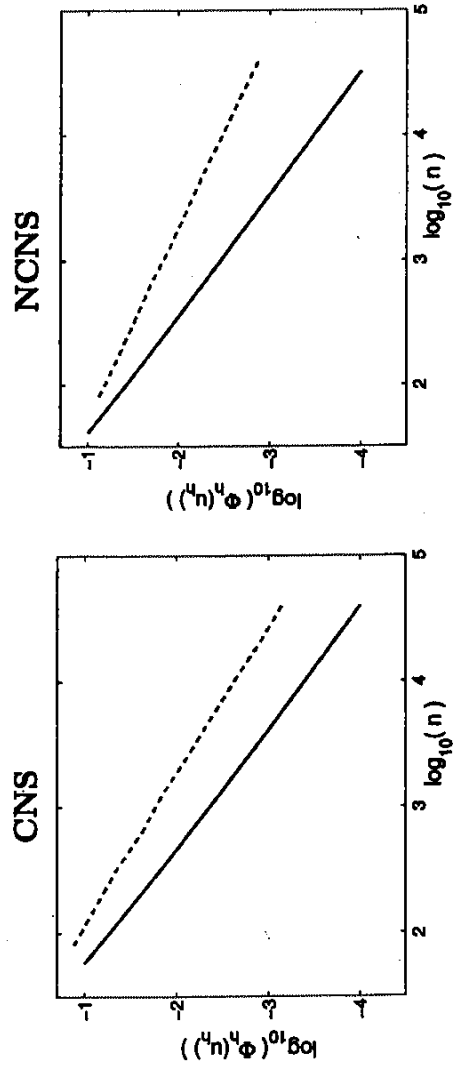 CNS
log₁₀( Φₕ(uₕ) )
−1
−2
−3
−4
2
3
4
5
log₁₀( n )
NCNS
log₁₀( Φₕ(uₕ) )
−1
−2
−3
−4
2
3
4
5
log₁₀( n )